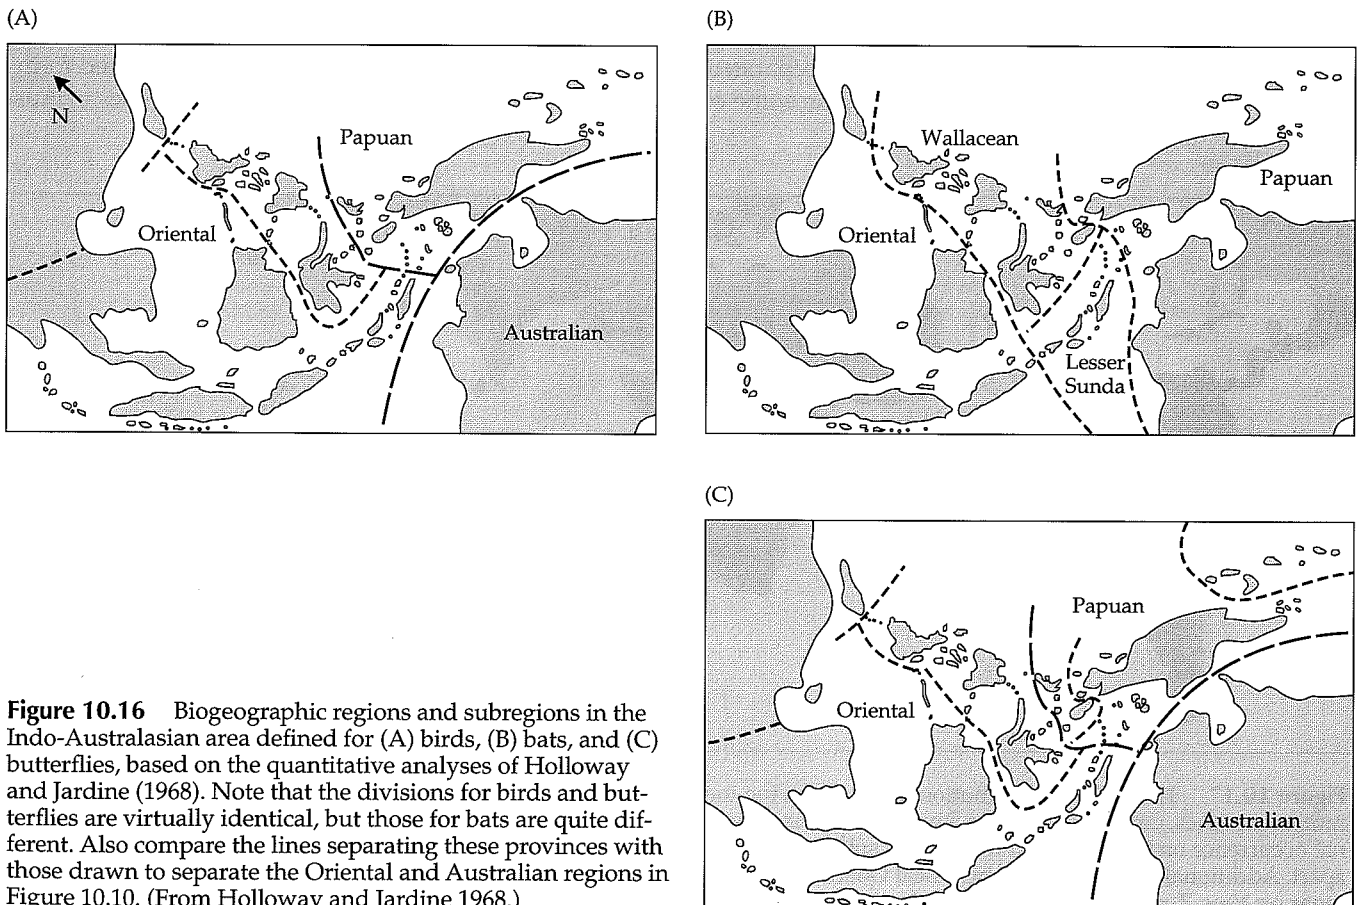 (A)
N
Papuan
Oriental
Australian
(B)
Wallacean
Papuan
Oriental
Lesser
Sunda
(C)
Papuan
Oriental
Australian
Figure 10.16 Biogeographic regions and subregions in the
Indo-Australasian area defined for (A) birds, (B) bats, and (C)
butterflies, based on the quantitative analyses of Holloway
and Jardine (1968). Note that the divisions for birds and but-
terflies are virtually identical, but those for bats are quite dif-
ferent. Also compare the lines separating these provinces with
those drawn to separate the Oriental and Australian regions in
Figure 10.10. (From Holloway and Jardine 1968.)